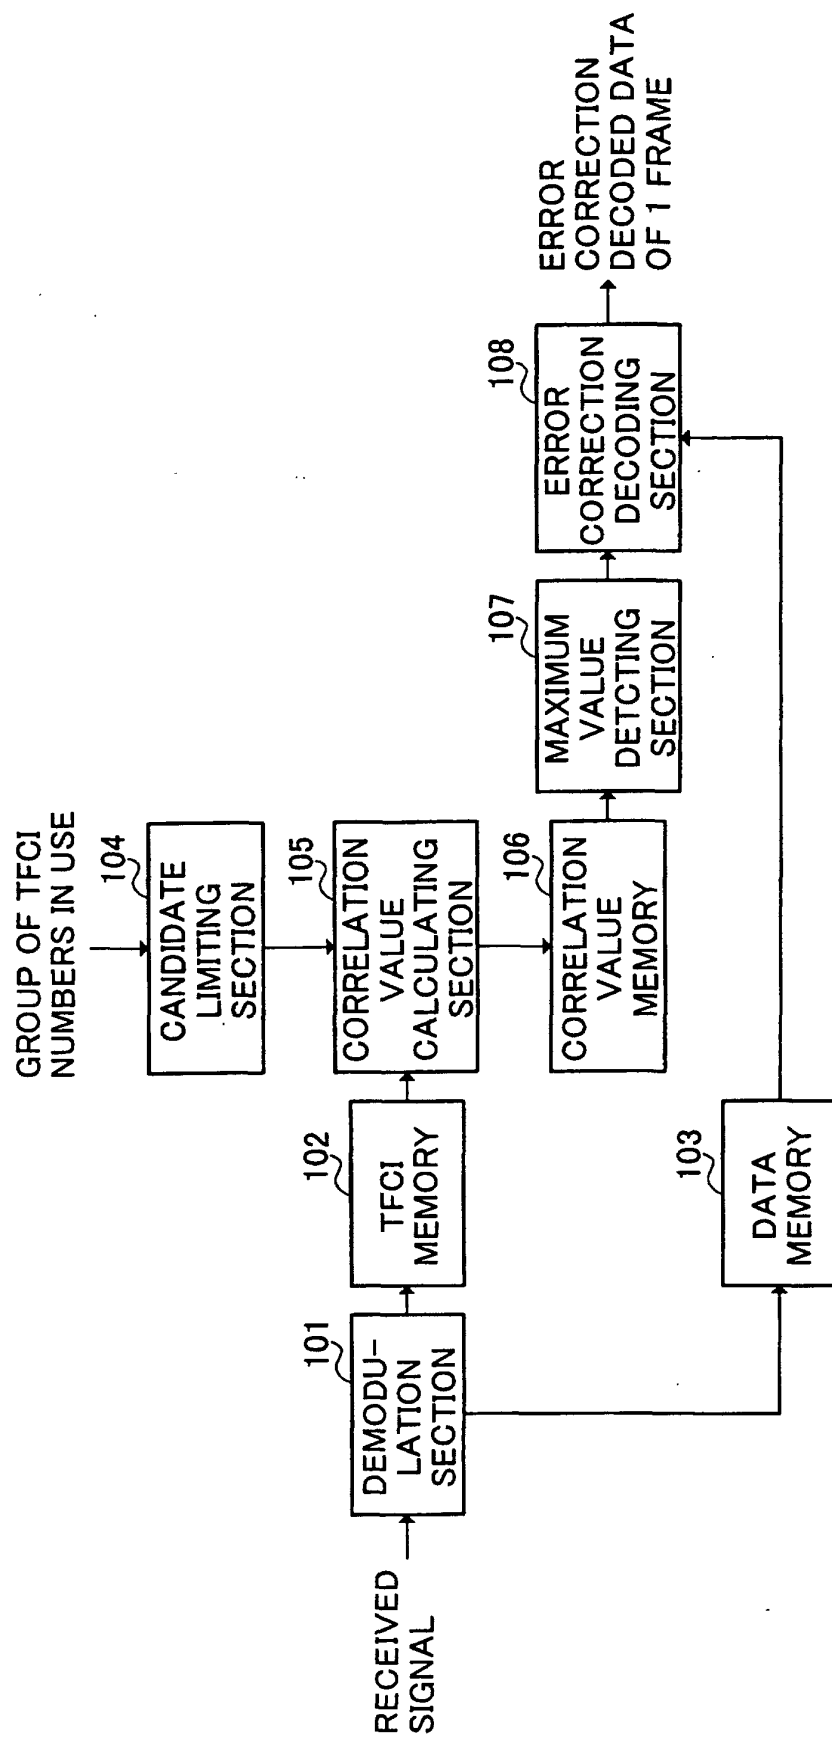 RECEIVED
SIGNAL
101
DEMODU-
LATION
SECTION
102
TFCI
MEMORY
103
DATA
MEMORY
GROUP OF TFCI
NUMBERS IN USE
104
CANDIDATE
LIMITING
SECTION
105
CORRELATION
VALUE
CALCULATING
SECTION
106
CORRELATION
VALUE
MEMORY
107
MAXIMUM
VALUE
DETCTING
SECTION
108
ERROR
CORRECTION
DECODING
SECTION
ERROR
CORRECTION
DECODED DATA
OF 1 FRAME